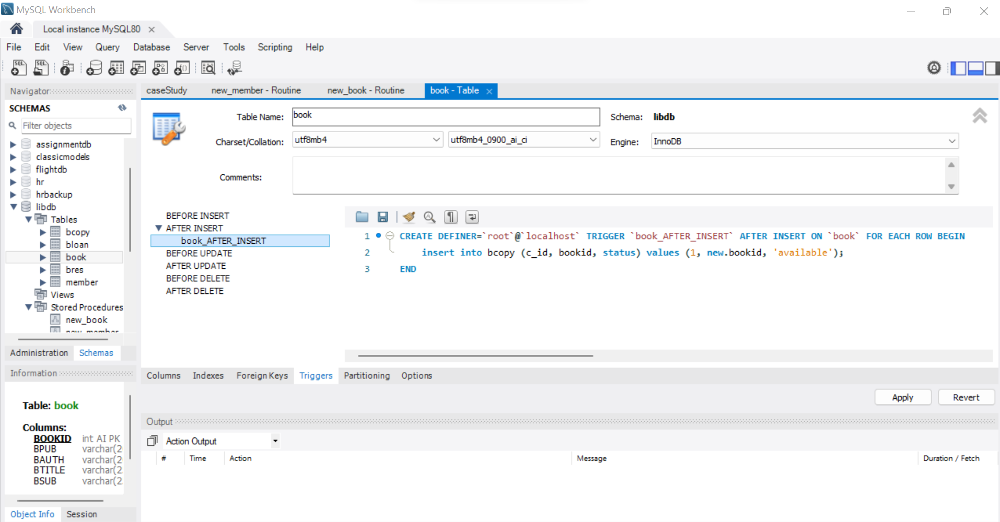 MySQL Workbench
Local instance MySQL80
File Edit View Query Database Server Tools Scripting Help
Navigator
SCHEMAS
Filter objects
assignmentdb
classicmodels
flightdb
hr
hrbackup
libdb
Tables
bcopy
bloan
book
bres
member
Views
Stored Procedures
new_book
new_member
Administration Schemas
Information
Table: book
Columns:
BOOKID int AI PK
BPUB varchar(2
BAUTH varchar(2
BTITLE varchar(2
BSUB varchar(2
Object Info Session
caseStudy new_member - Routine new_book - Routine book - Table
Table Name: book Schema: libdb
Charset/Collation: utf8mb4 utf8mb4_0900_ai_ci Engine: InnoDB
Comments:
BEFORE INSERT
AFTER INSERT
book_AFTER_INSERT
BEFORE UPDATE
AFTER UPDATE
BEFORE DELETE
AFTER DELETE
1 CREATE DEFINER=`root`@`localhost` TRIGGER `book_AFTER_INSERT` AFTER INSERT ON `book` FOR EACH ROW BEGIN
2 insert into bcopy (c_id, bookid, status) values (1, new.bookid, 'available');
3 END
Columns Indexes Foreign Keys Triggers Partitioning Options
Apply Revert
Output
Action Output
# Time Action Message Duration / Fetch